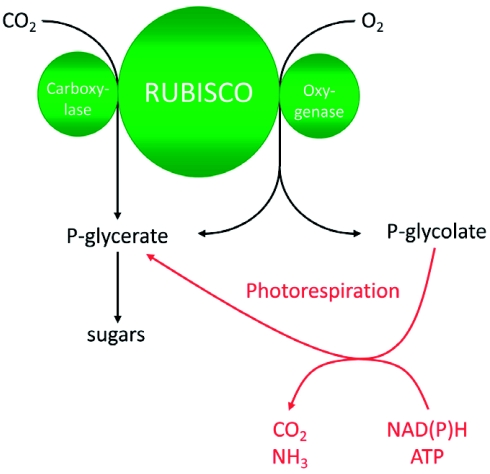 CO2
O2
Carboxy-
lase
RUBISCO
Oxy-
genase
P-glycerate
P-glycolate
Photorespiration
sugars
CO2
NH3
NAD(P)H
ATP